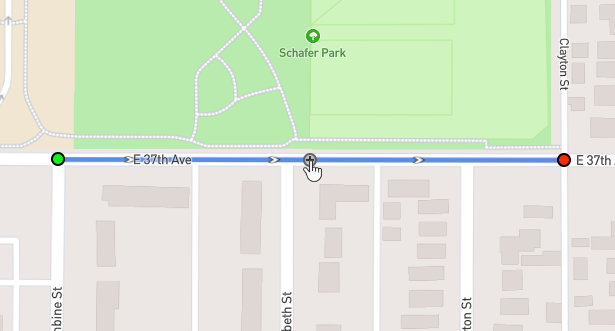 Schafer Park
Clayton St
E 37th Ave
E 37th
bine St
beth St
ton St